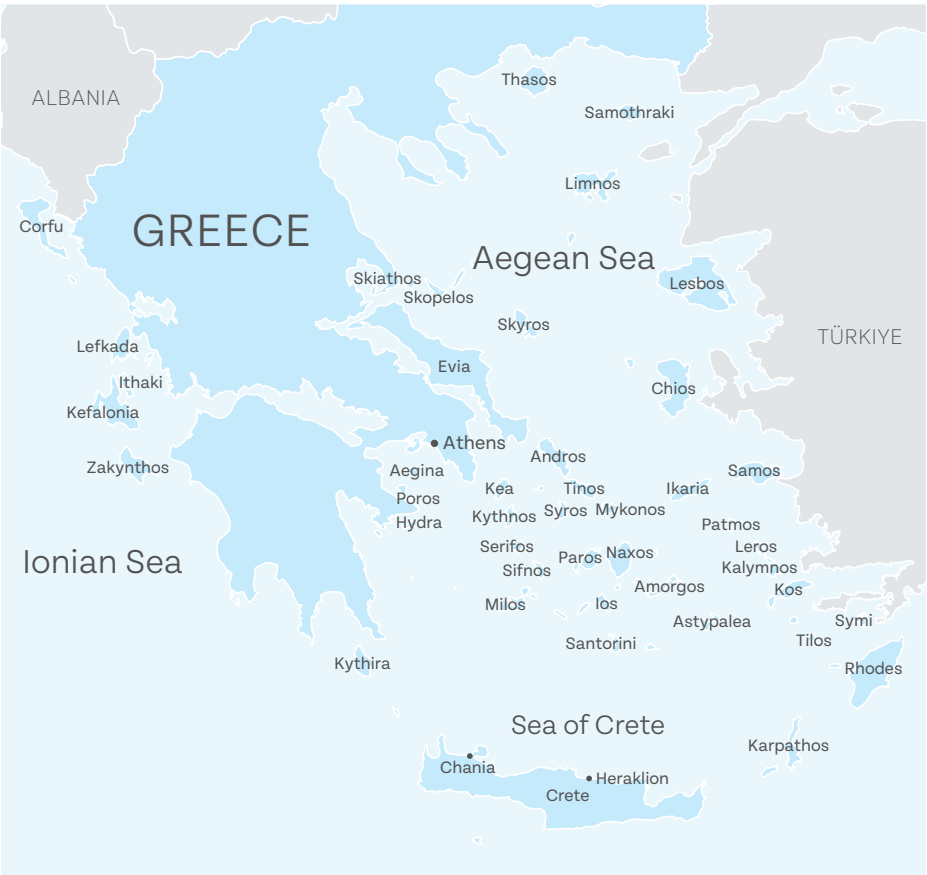 Thasos
ALBANIA
Samothraki
Limnos
Corfu
GREECE
Aegean Sea
Skiathos
Lesbos
Skopelos
Skyros
TÜRKIYE
Lefkada
Evia
Ithaki
Chios
Kefalonia
Athens
Andros
Zakynthos
Aegina
Samos
Kea
Tinos
Ikaria
Poros
Syros
Mykonos
Kythnos
Hydra
Patmos
Serifos
Leros
Paros
Naxos
Ionian Sea
Sifnos
Kalymnos
Amorgos
Kos
Milos
Ios
Astypalea
Symi
Santorini
Tilos
Kythira
Rhodes
Sea of Crete
Karpathos
Chania
Heraklion
Crete